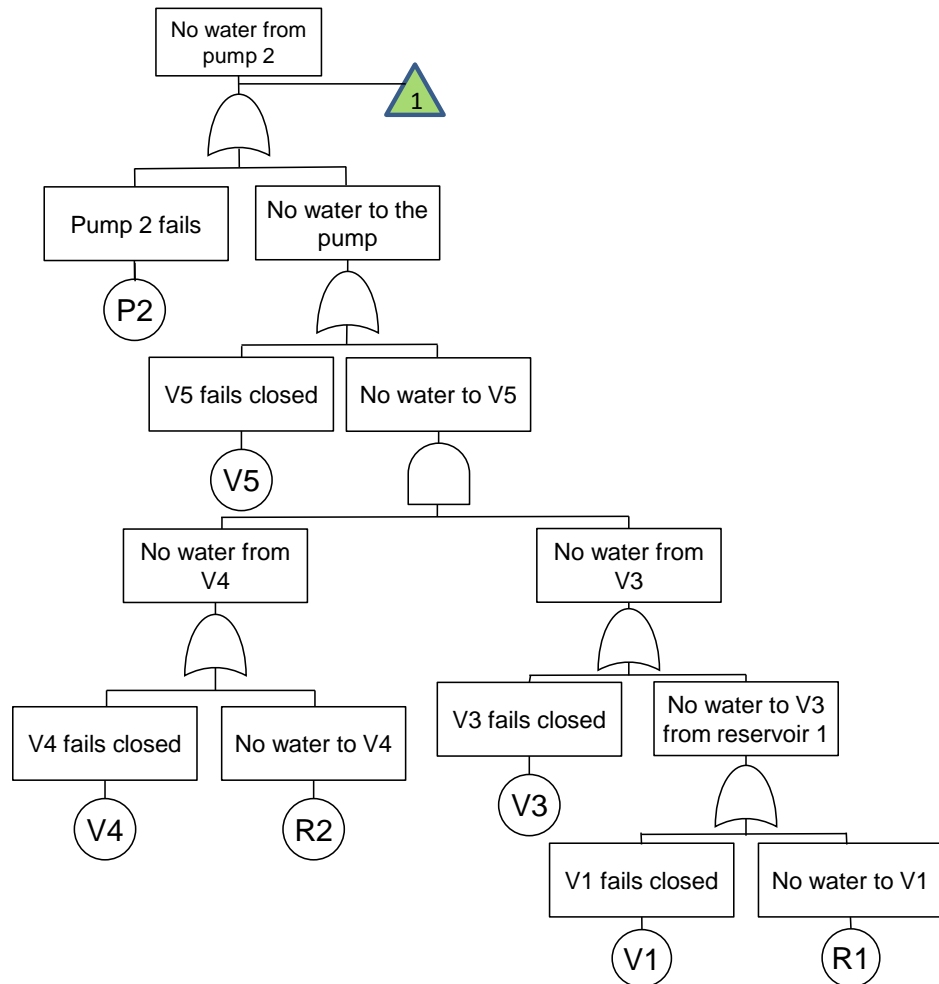 No water from
pump 2
1
Pump 2 fails
No water to the
pump
P2
V5 fails closed
No water to V5
V5
No water from
V4
No water from
V3
V4 fails closed
No water to V4
V3 fails closed
No water to V3
from reservoir 1
V4
R2
V3
V1 fails closed
No water to V1
V1
R1